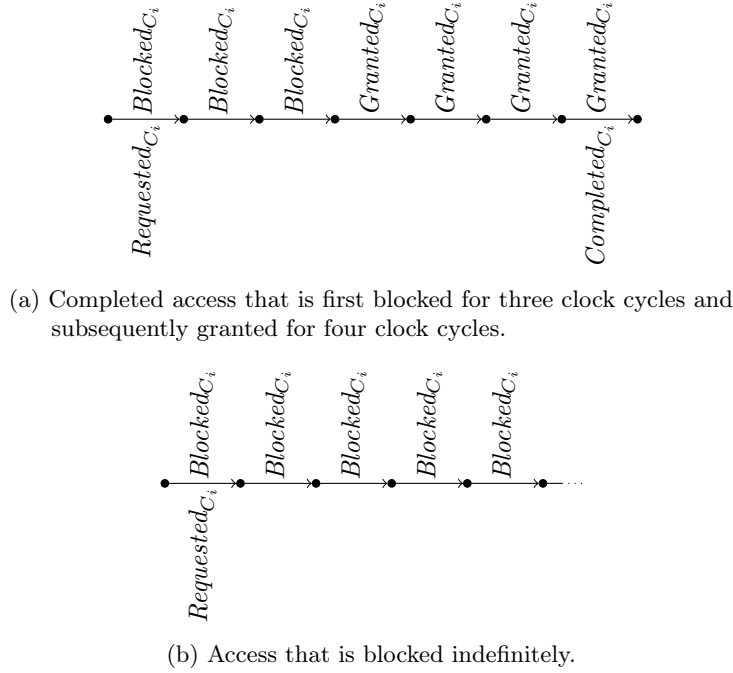 Blocked_{C_i} Blocked_{C_i} Blocked_{C_i} Granted_{C_i} Granted_{C_i} Granted_{C_i} Granted_{C_i}
Requested_{C_i} Completed_{C_i}
(a) Completed access that is first blocked for three clock cycles and
subsequently granted for four clock cycles.
Blocked_{C_i} Blocked_{C_i} Blocked_{C_i} Blocked_{C_i} Blocked_{C_i}
Requested_{C_i}
(b) Access that is blocked indefinitely.